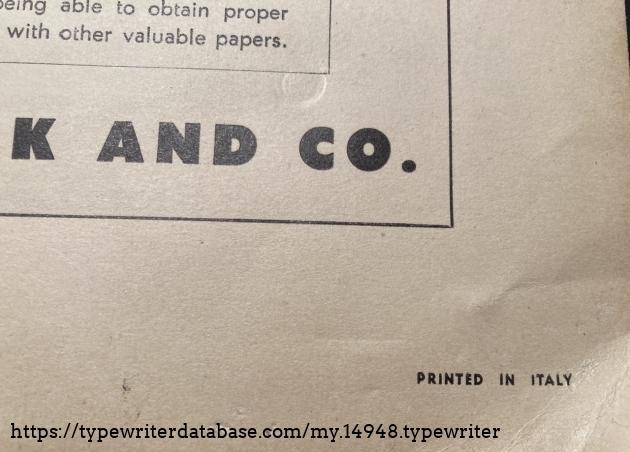 being able to obtain proper
with other valuable papers.
K AND CO.
PRINTED IN ITALY
https://typewriterdatabase.com/my.14948.typewriter